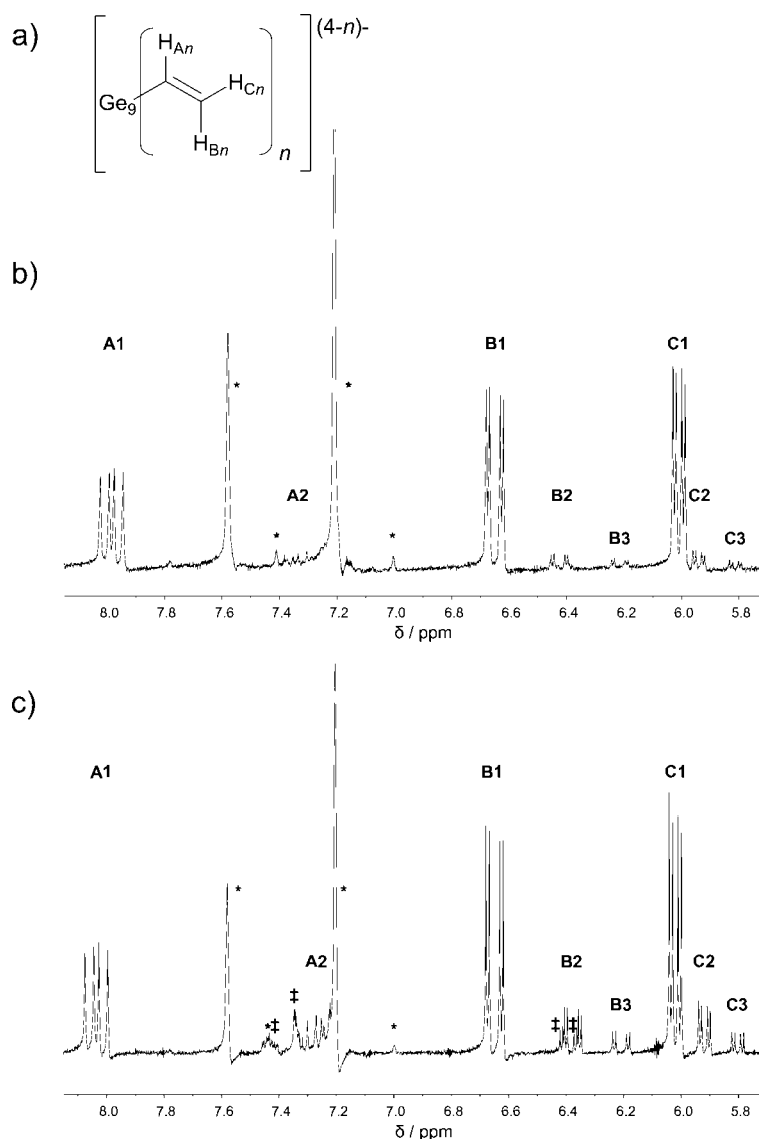 a)
(4-n)-
HAn
HCn
Ge9
HBn
n
b)
A1
B1
C1
*
*
A2
C2
B2
*
*
B3
C3
8.0 7.8 7.6 7.4 7.2 7.0 6.8 6.6 6.4 6.2 6.0 5.8
δ / ppm
c)
A1
B1
C1
*
*
A2
B2
C2
‡
B3
C3
*‡
*
‡ ‡
8.0 7.8 7.6 7.4 7.2 7.0 6.8 6.6 6.4 6.2 6.0 5.8
δ / ppm